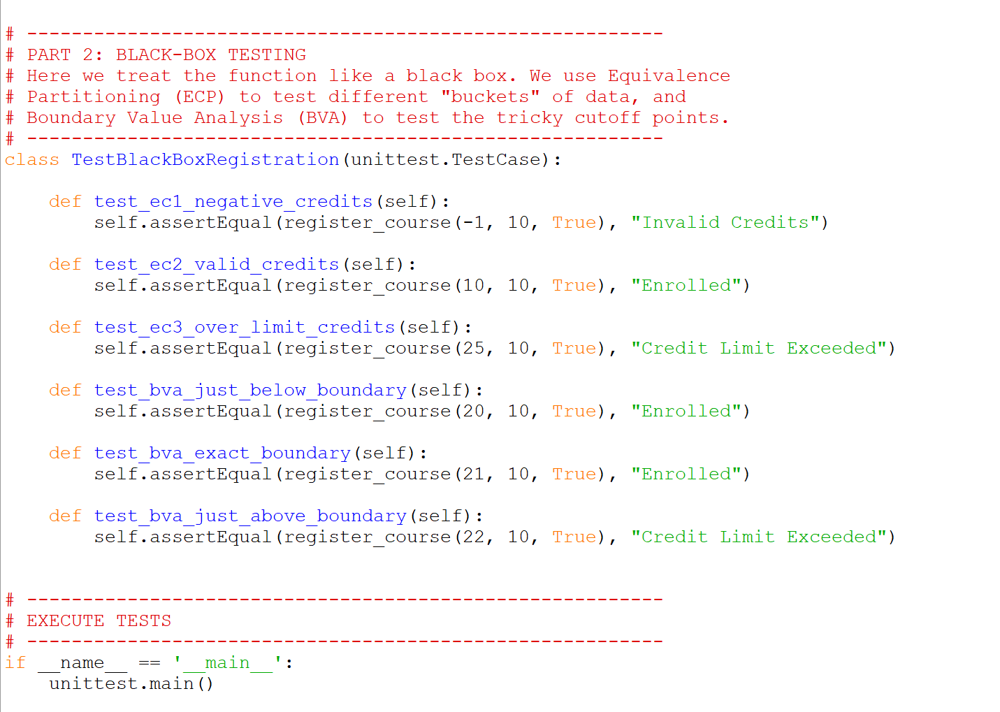 # ---------------------------------------------------------
# PART 2: BLACK-BOX TESTING
# Here we treat the function like a black box. We use Equivalence
# Partitioning (ECP) to test different "buckets" of data, and
# Boundary Value Analysis (BVA) to test the tricky cutoff points.
# ---------------------------------------------------------
class TestBlackBoxRegistration(unittest.TestCase):
    def test_ec1_negative_credits(self):
        self.assertEqual(register_course(-1, 10, True), "Invalid Credits")
    def test_ec2_valid_credits(self):
        self.assertEqual(register_course(10, 10, True), "Enrolled")
    def test_ec3_over_limit_credits(self):
        self.assertEqual(register_course(25, 10, True), "Credit Limit Exceeded")
    def test_bva_just_below_boundary(self):
        self.assertEqual(register_course(20, 10, True), "Enrolled")
    def test_bva_exact_boundary(self):
        self.assertEqual(register_course(21, 10, True), "Enrolled")
    def test_bva_just_above_boundary(self):
        self.assertEqual(register_course(22, 10, True), "Credit Limit Exceeded")
# ---------------------------------------------------------
# EXECUTE TESTS
# ---------------------------------------------------------
if __name__ == '__main__':
    unittest.main()